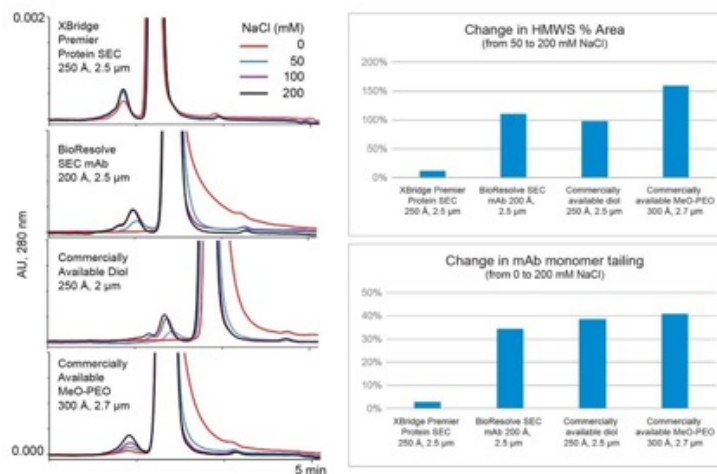 0.002
XBridge
Premier
Protein SEC
250 Å, 2.5 µm
NaCl (mM)
0
50
100
200
BioResolve
SEC mAb
200 Å, 2.5 µm
AU, 280 nm
Commercially
Available Diol
250 Å, 2 µm
Commercially
Available
MeO-PEO
300 Å, 2.7 µm
0.000
5 min
Change in HMWS % Area
(from 50 to 200 mM NaCl)
200%
150%
100%
50%
0%
XBridge Premier BioResolve SEC Commercially Commercially
Protein SEC mAb 200 Å, available diol available MeO-PEO
250 Å, 2.5 µm 2.5 µm 250 Å, 2.5 µm 300 Å, 2.7 µm
Change in mAb monomer tailing
(from 0 to 200 mM NaCl)
50%
40%
30%
20%
10%
0%
XBridge Premier BioResolve SEC Commercially Commercially
Protein SEC mAb 200 Å, available diol available MeO-PEO
250 Å, 2.5 µm 2.5 µm 250 Å, 2.5 µm 300 Å, 2.7 µm